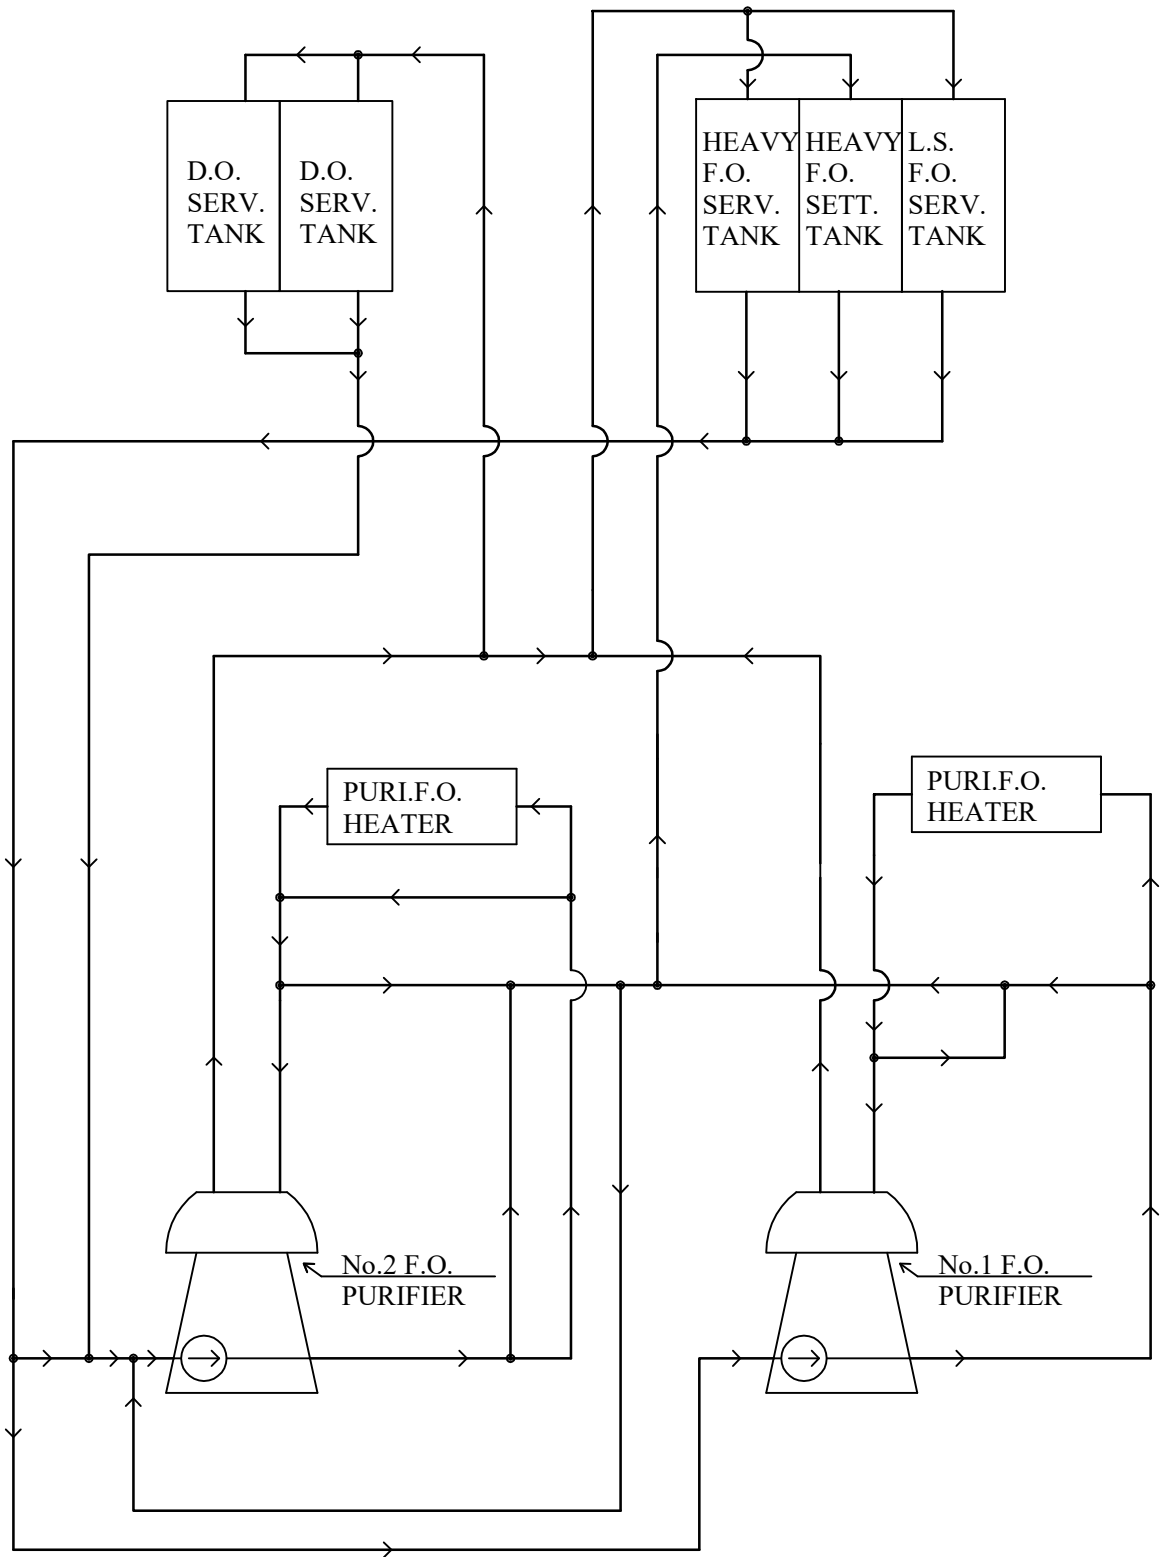 D.O.
SERV.
TANK
D.O.
SERV.
TANK
HEAVY
F.O.
SERV.
TANK
HEAVY
F.O.
SETT.
TANK
L.S.
F.O.
SERV.
TANK
PURI.F.O.
HEATER
PURI.F.O.
HEATER
No.2 F.O.
PURIFIER
No.1 F.O.
PURIFIER